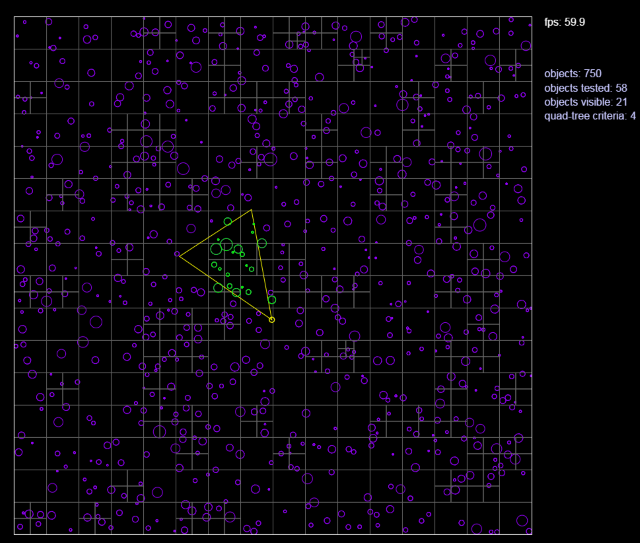 fps: 59.9
objects: 750
objects tested: 58
objects visible: 21
quad-tree criteria: 4